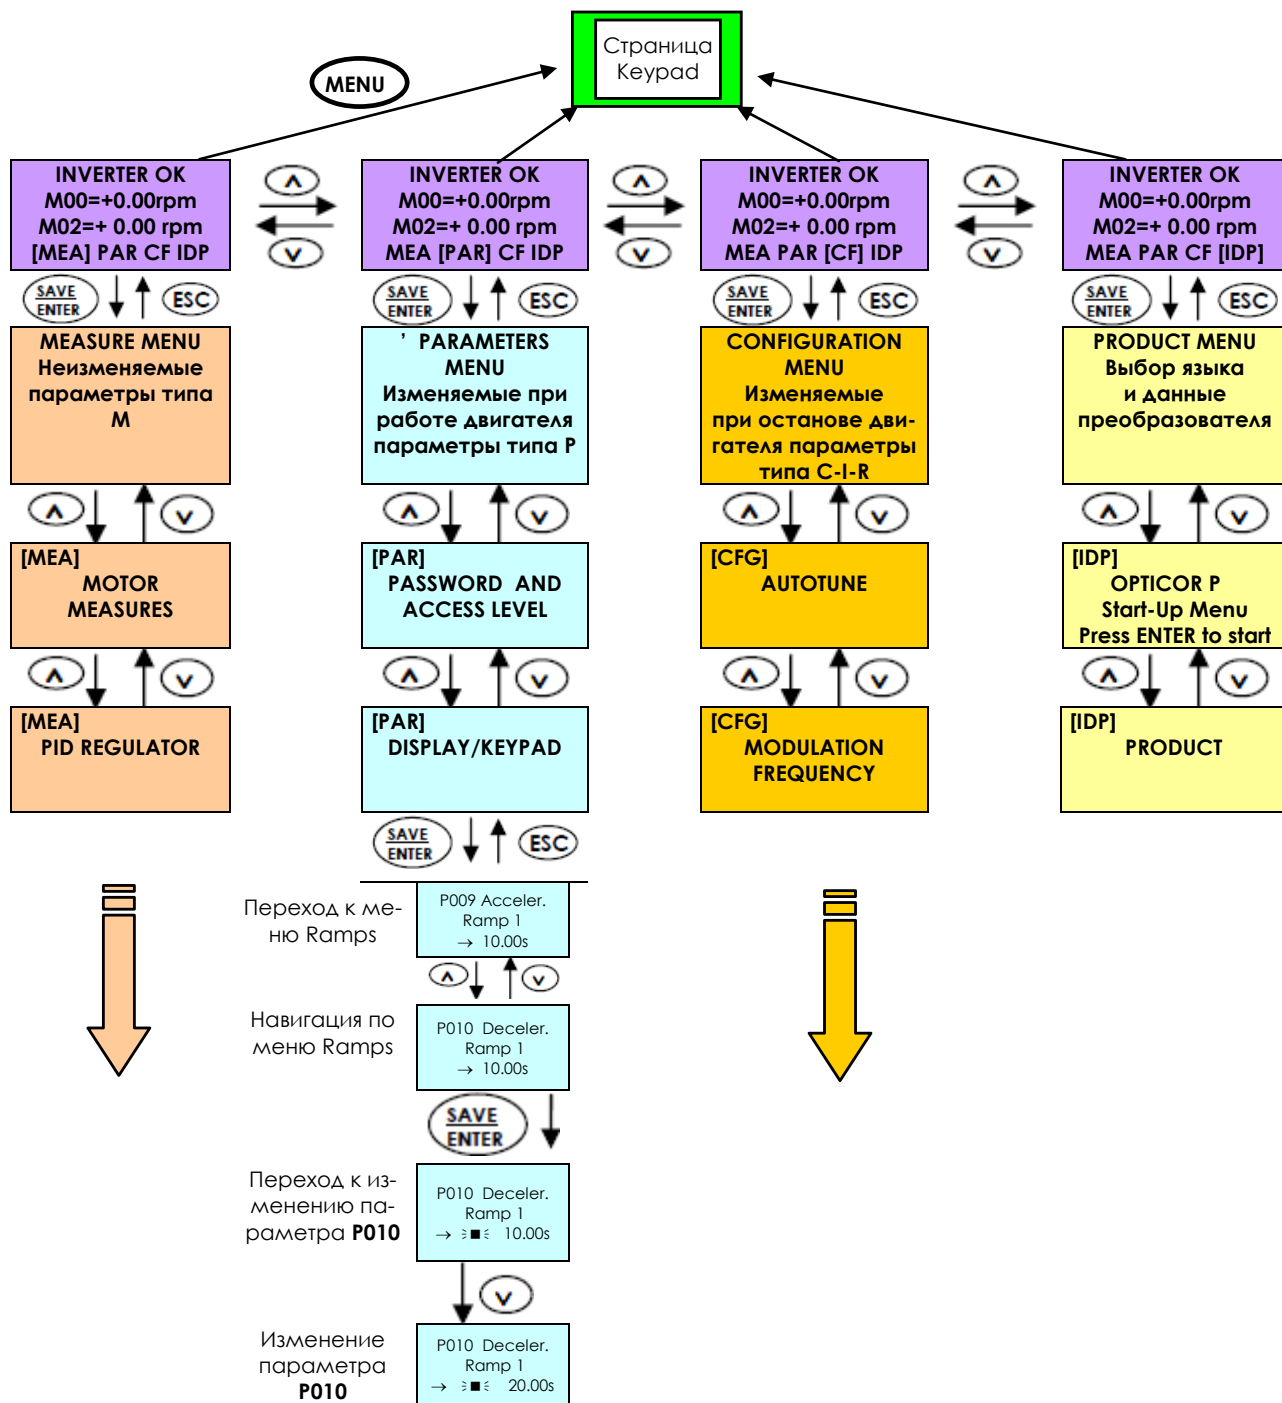 Страница
Keypad
MENU
INVERTER OK
M00=+0.00rpm
M02=+ 0.00 rpm
[MEA] PAR CF IDP
INVERTER OK
M00=+0.00rpm
M02=+ 0.00 rpm
MEA [PAR] CF IDP
INVERTER OK
M00=+0.00rpm
M02=+ 0.00 rpm
MEA PAR [CF] IDP
INVERTER OK
M00=+0.00rpm
M02=+ 0.00 rpm
MEA PAR CF [IDP]
SAVE
ENTER
ESC
SAVE
ENTER
ESC
SAVE
ENTER
ESC
SAVE
ENTER
ESC
MEASURE MENU
Неизменяемые
параметры типа
М
' PARAMETERS
MENU
Изменяемые при
работе двигателя
параметры типа P
CONFIGURATION
MENU
Изменяемые
при останове дви-
гателя параметры
типа C-I-R
PRODUCT MENU
Выбор языка
и данные
преобразователя
[MEA]
MOTOR
MEASURES
[PAR]
PASSWORD AND
ACCESS LEVEL
[CFG]
AUTOTUNE
[IDP]
OPTICOR P
Start-Up Menu
Press ENTER to start
[MEA]
PID REGULATOR
[PAR]
DISPLAY/KEYPAD
[CFG]
MODULATION
FREQUENCY
[IDP]
PRODUCT
SAVE
ENTER
ESC
Переход к ме-
ню Ramps
P009 Acceler.
Ramp 1
→ 10.00s
Навигация по
меню Ramps
P010 Deceler.
Ramp 1
→ 10.00s
SAVE
ENTER
Переход к из-
менению па-
раметра P010
P010 Deceler.
Ramp 1
→ 10.00s
Изменение
параметра
P010
P010 Deceler.
Ramp 1
→ 20.00s